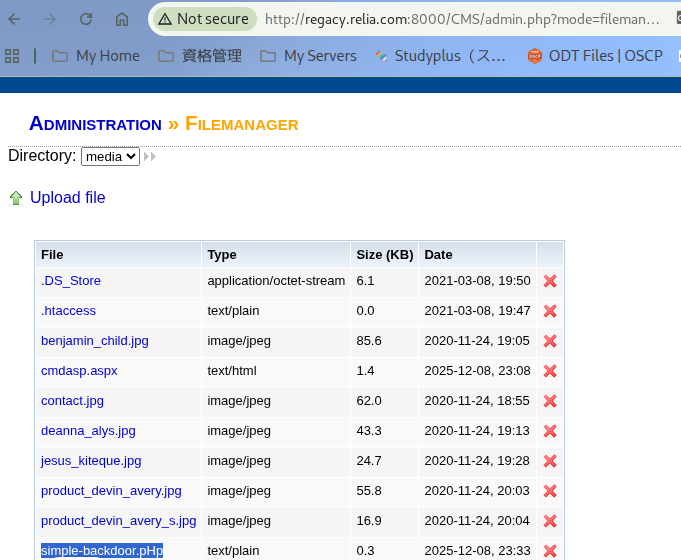 Not secure http://regacy.relia.com:8000/CMS/admin.php?mode=fileman…
My Home 資格管理 My Servers Studyplus（ス… ODT Files | OSCP
Administration » Filemanager
Directory: media
Upload file
File Type Size (KB) Date
.DS_Store application/octet-stream 6.1 2021-03-08, 19:50
.htaccess text/plain 0.0 2021-03-08, 19:47
benjamin_child.jpg image/jpeg 85.6 2020-11-24, 19:05
cmdasp.aspx text/html 1.4 2025-12-08, 23:08
contact.jpg image/jpeg 62.0 2020-11-24, 18:55
deanna_alys.jpg image/jpeg 43.3 2020-11-24, 19:13
jesus_kiteque.jpg image/jpeg 24.7 2020-11-24, 19:28
product_devin_avery.jpg image/jpeg 55.8 2020-11-24, 20:03
product_devin_avery_s.jpg image/jpeg 16.9 2020-11-24, 20:04
simple-backdoor.pHp text/plain 0.3 2025-12-08, 23:33